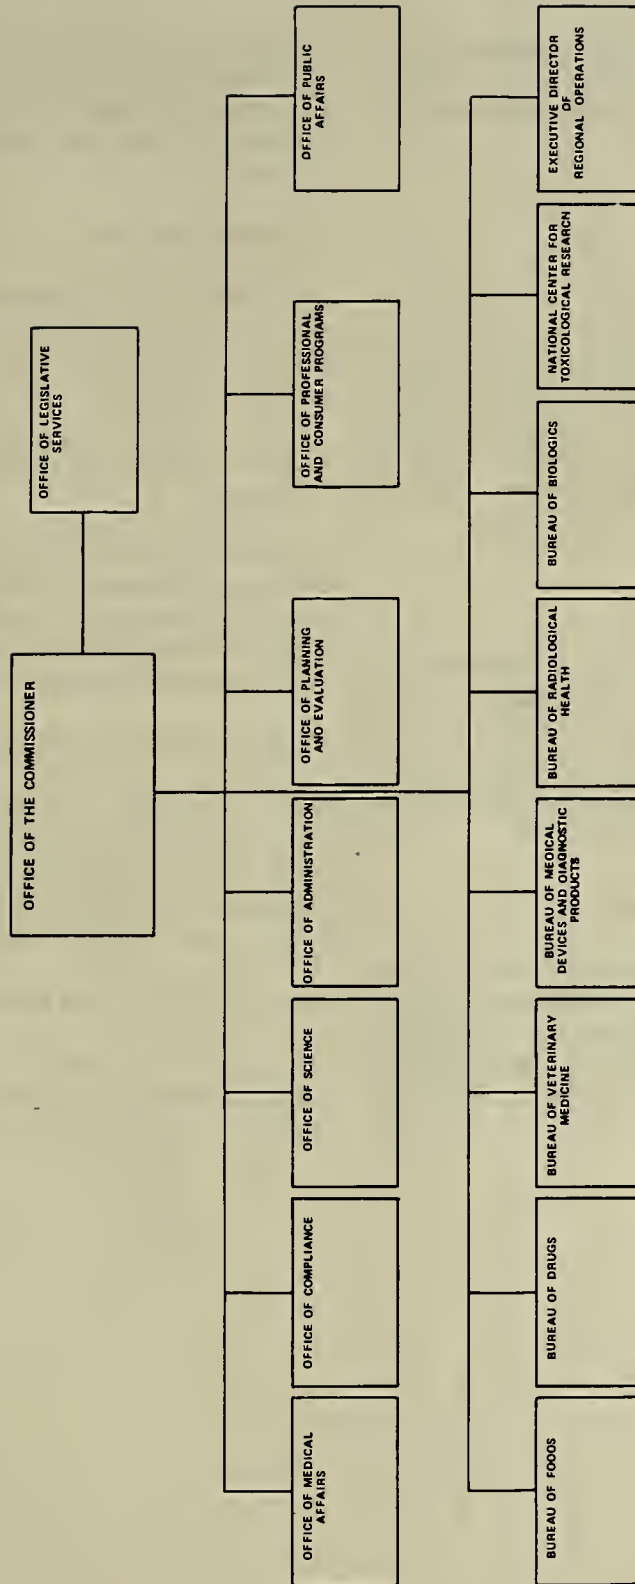 OFFICE OF THE COMMISSIONER
OFFICE OF LEGISLATIVE
SERVICES
OFFICE OF MEDICAL
AFFAIRS
OFFICE OF COMPLIANCE
OFFICE OF SCIENCE
OFFICE OF ADMINISTRATION
OFFICE OF PLANNING
AND EVALUATION
OFFICE OF PROFESSIONAL
AND CONSUMER PROGRAMS
OFFICE OF PUBLIC
AFFAIRS
BUREAU OF FOODS
BUREAU OF DRUGS
BUREAU OF VETERINARY
MEDICINE
BUREAU OF MEDICAL
DEVICES AND DIAGNOSTIC
PRODUCTS
BUREAU OF RADIOLOGICAL
HEALTH
BUREAU OF BIOLOGICS
NATIONAL CENTER FOR
TOXICOLOGICAL RESEARCH
EXECUTIVE DIRECTOR
OF
REGIONAL OPERATIONS